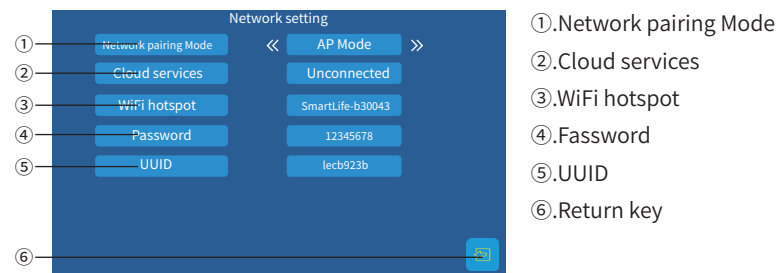 Network setting
① Network pairing Mode « AP Mode »
② Cloud services Unconnected
③ WiFi hotspot SmartLife-b30043
④ Password 12345678
⑤ UUID lecb923b
⑥
①.Network pairing Mode
②.Cloud services
③.WiFi hotspot
④.Fassword
⑤.UUID
⑥.Return key